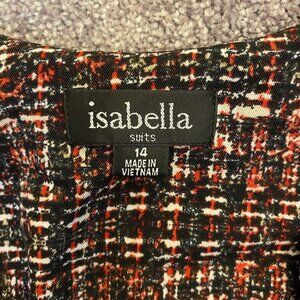 isabella
suits
14
MADE IN
VIETNAM